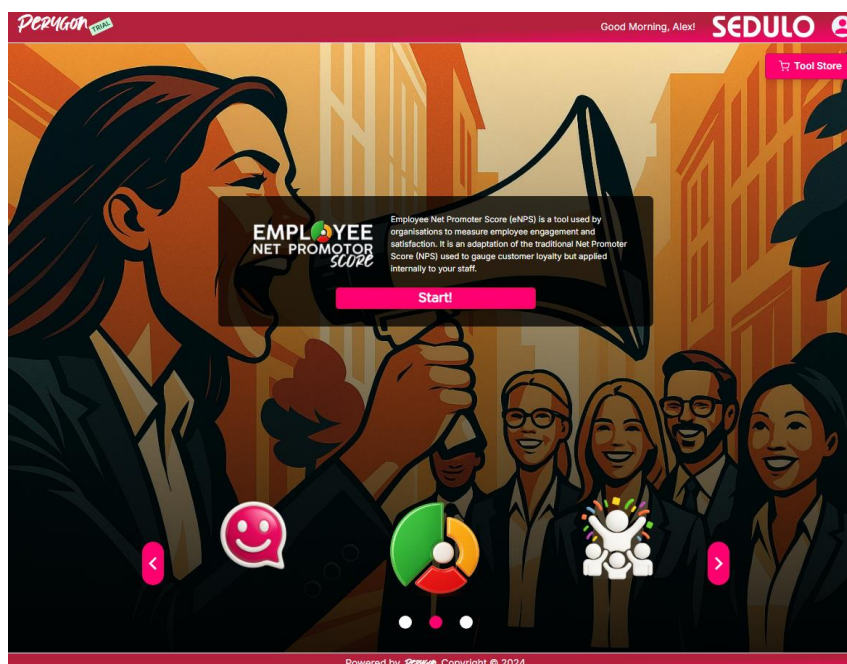 PERYGON TRIAL
Good Morning, Alex!
SEDULO
Tool Store
EMPLOYEE
NET PROMOTOR
SCORE
Employee Net Promoter Score (eNPS) is a tool used by
organisations to measure employee engagement and
satisfaction. It is an adaptation of the traditional Net Promoter
Score (NPS) used to gauge customer loyalty but applied
internally to your staff.
Start!
Powered by PERYGON Copyright © 2024